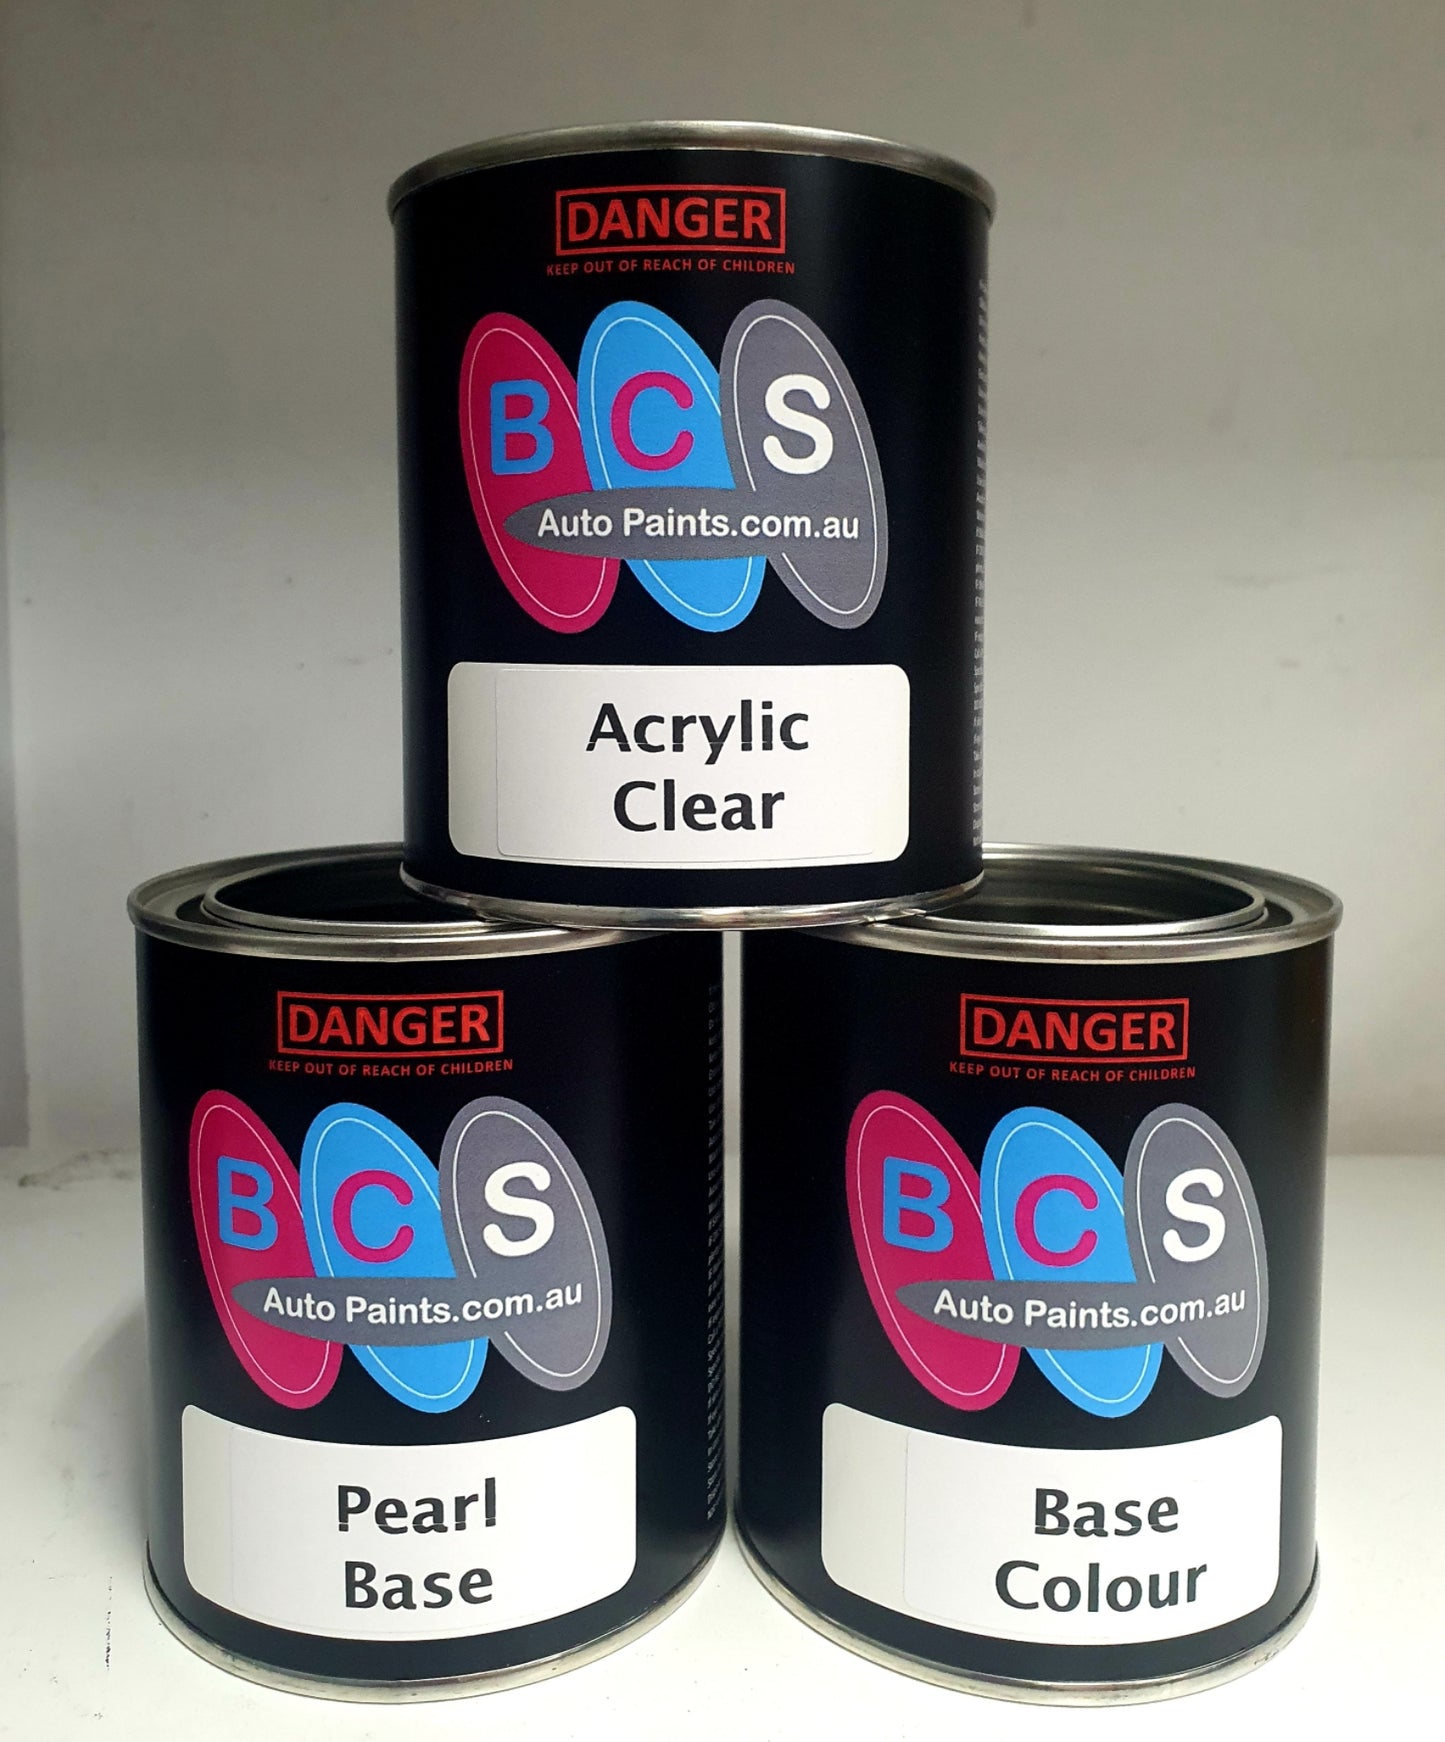 DANGER
KEEP OUT OF REACH OF CHILDREN
BCS
Auto Paints.com.au
Acrylic
Clear
DANGER
KEEP OUT OF REACH OF CHILDREN
BCS
Auto Paints.com.au
Pearl
Base
DANGER
KEEP OUT OF REACH OF CHILDREN
BCS
Auto Paints.com.au
Base
Colour